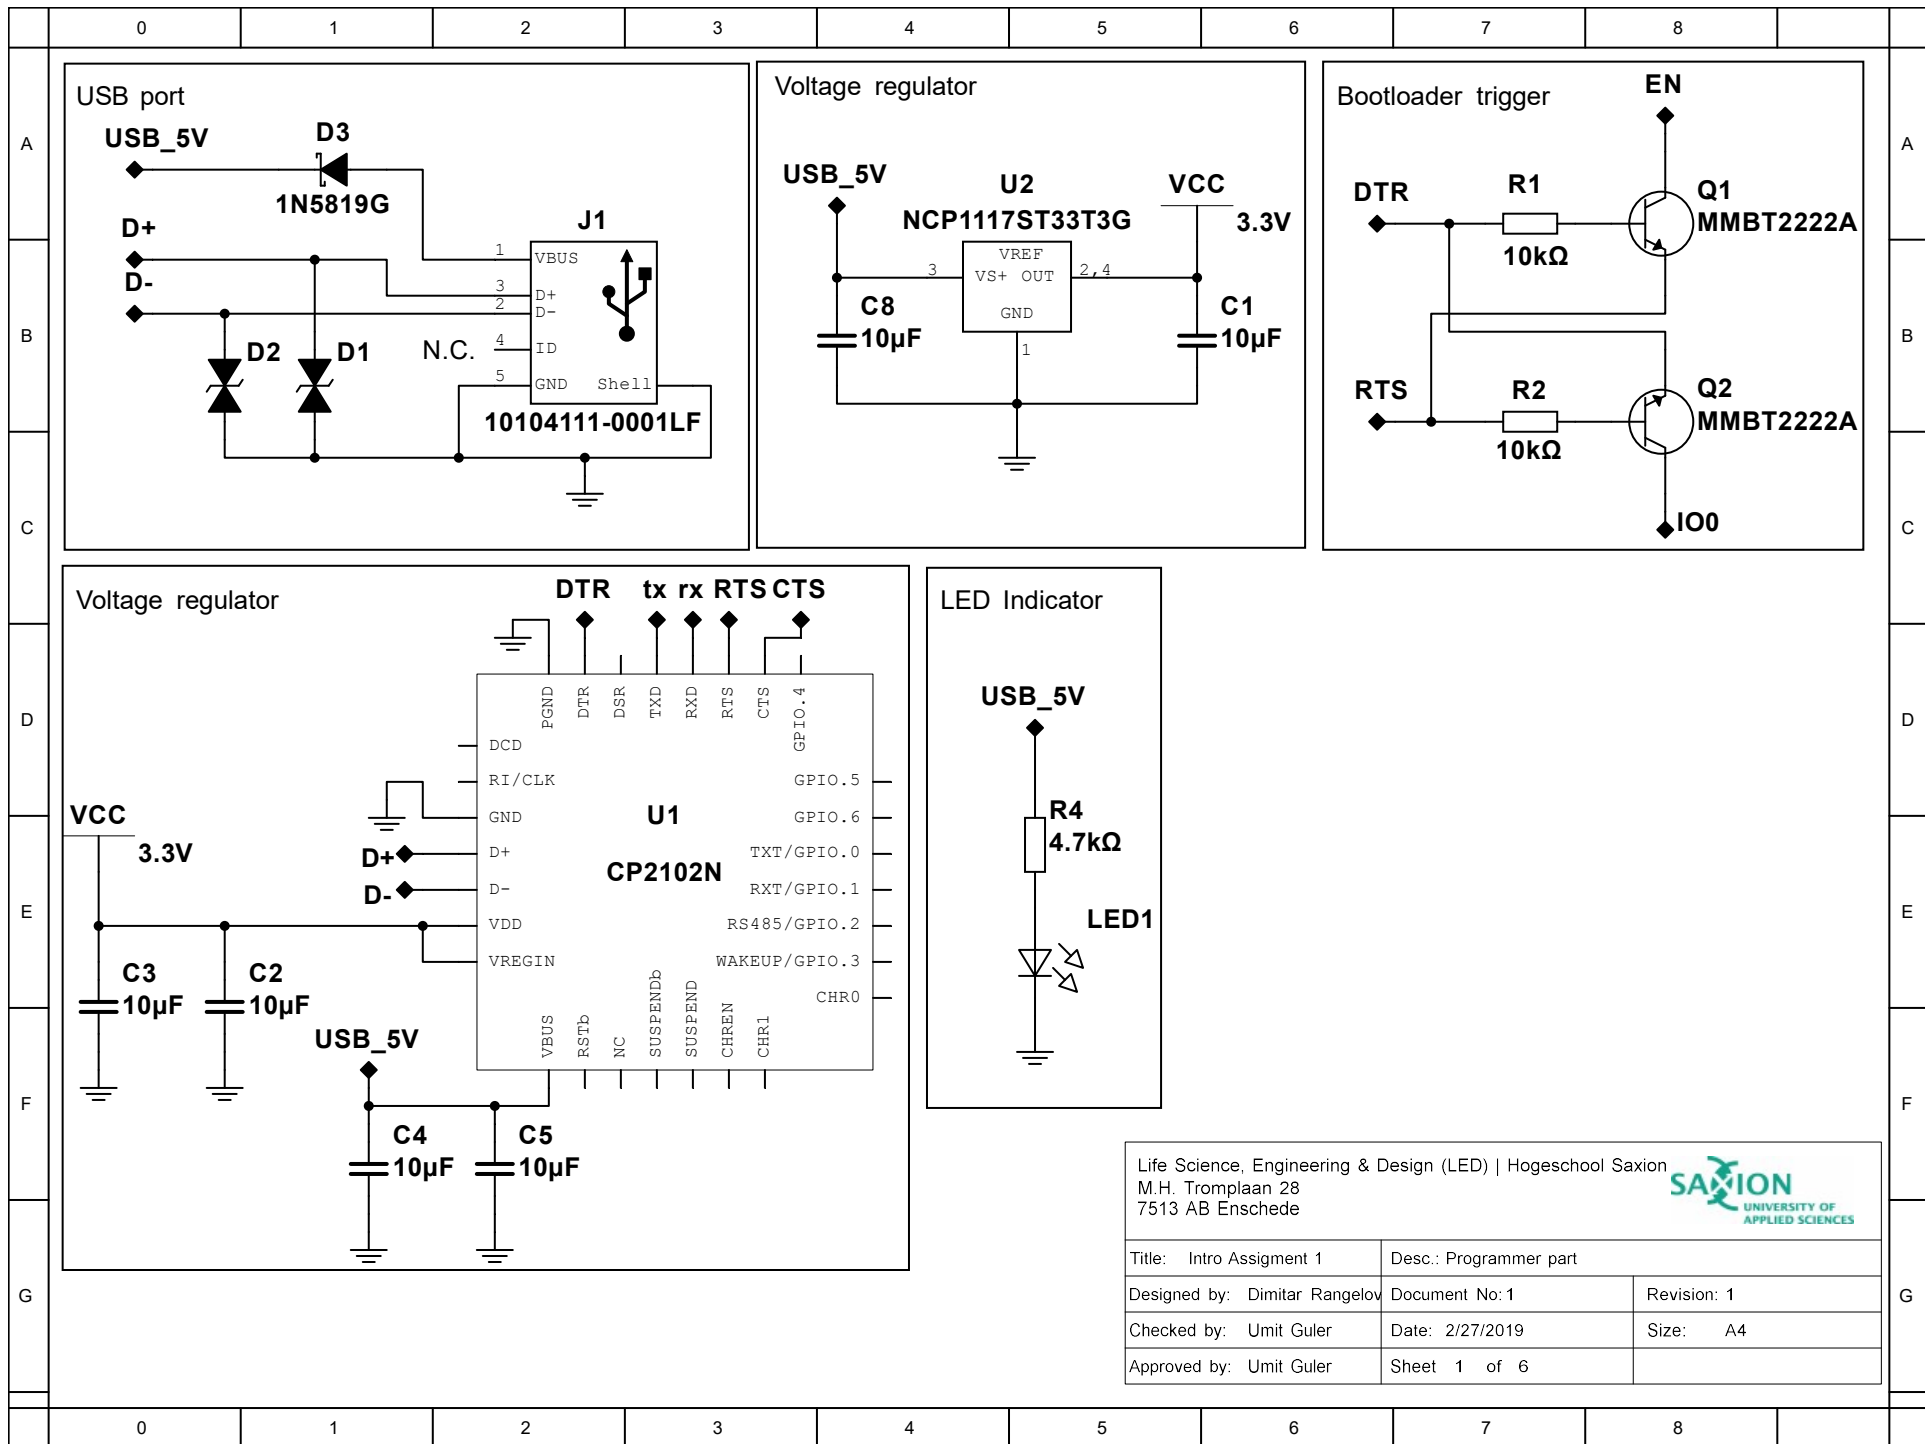 0 1 2 3 4 5 6 7 8
A
B
C
D
E
F
G
A
B
C
D
E
F
G
USB port
USB_5V
D3
1N5819G
D+
D-
D2
D1
N.C.
J1
1
3
2
4
5
VBUS
D+
D-
ID
GND Shell
10104111-0001LF
Voltage regulator
USB_5V
U2
NCP1117ST33T3G
VCC
3.3V
VREF
3
VS+ OUT
2,4
GND
1
C8
10µF
C1
10µF
Bootloader trigger
EN
DTR
R1
10kΩ
Q1
MMBT2222A
RTS
R2
10kΩ
Q2
MMBT2222A
IO0
Voltage regulator
DTR tx rx RTS CTS
PGND
DTR
DSR
TXD
RXD
RTS
CTS
GPIO.4
DCD
RI/CLK
GND
D+
D-
VDD
VREGIN
U1
CP2102N
GPIO.5
GPIO.6
TXT/GPIO.0
RXT/GPIO.1
RS485/GPIO.2
WAKEUP/GPIO.3
CHR0
VBUS
RSTb
NC
SUSPENDb
SUSPEND
CHREN
CHR1
VCC
3.3V
D+
D-
C3
10µF
C2
10µF
USB_5V
C4
10µF
C5
10µF
LED Indicator
USB_5V
R4
4.7kΩ
LED1
Life Science, Engineering & Design (LED) | Hogeschool Saxion
M.H. Tromplaan 28
7513 AB Enschede
SAXION
UNIVERSITY OF
APPLIED SCIENCES
Title: Intro Assigment 1
Desc.: Programmer part
Designed by: Dimitar Rangelov
Document No: 1
Revision: 1
Checked by: Umit Guler
Date: 2/27/2019
Size: A4
Approved by: Umit Guler
Sheet 1 of 6
0 1 2 3 4 5 6 7 8